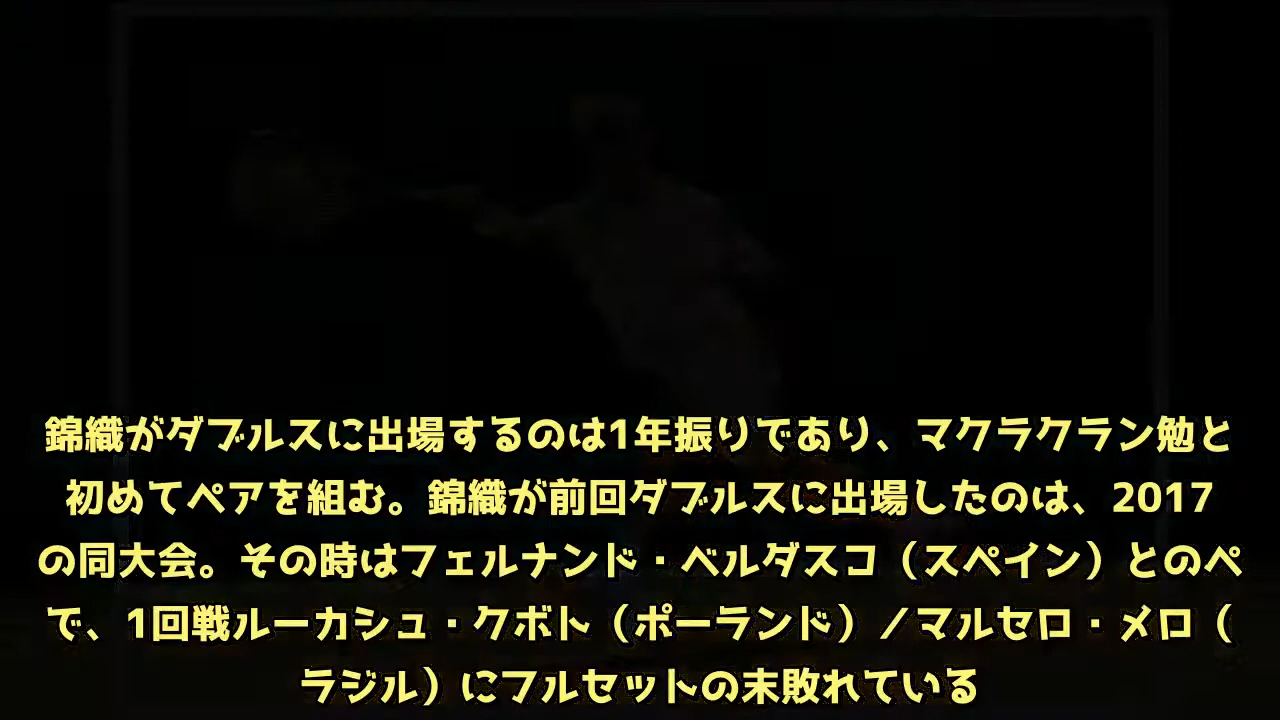 錦織がダブルスに出場するのは1年振りであり、マクラクラン勉と
初めてペアを組む。錦織が前回ダブルスに出場したのは、2017
の同大会。その時はフェルナンド・ベルダスコ（スペイン）とのペ
で、1回戦ルーカシュ・クボト（ポーランド）／マルセロ・メロ（
ラジル）にフルセットの末敗れている